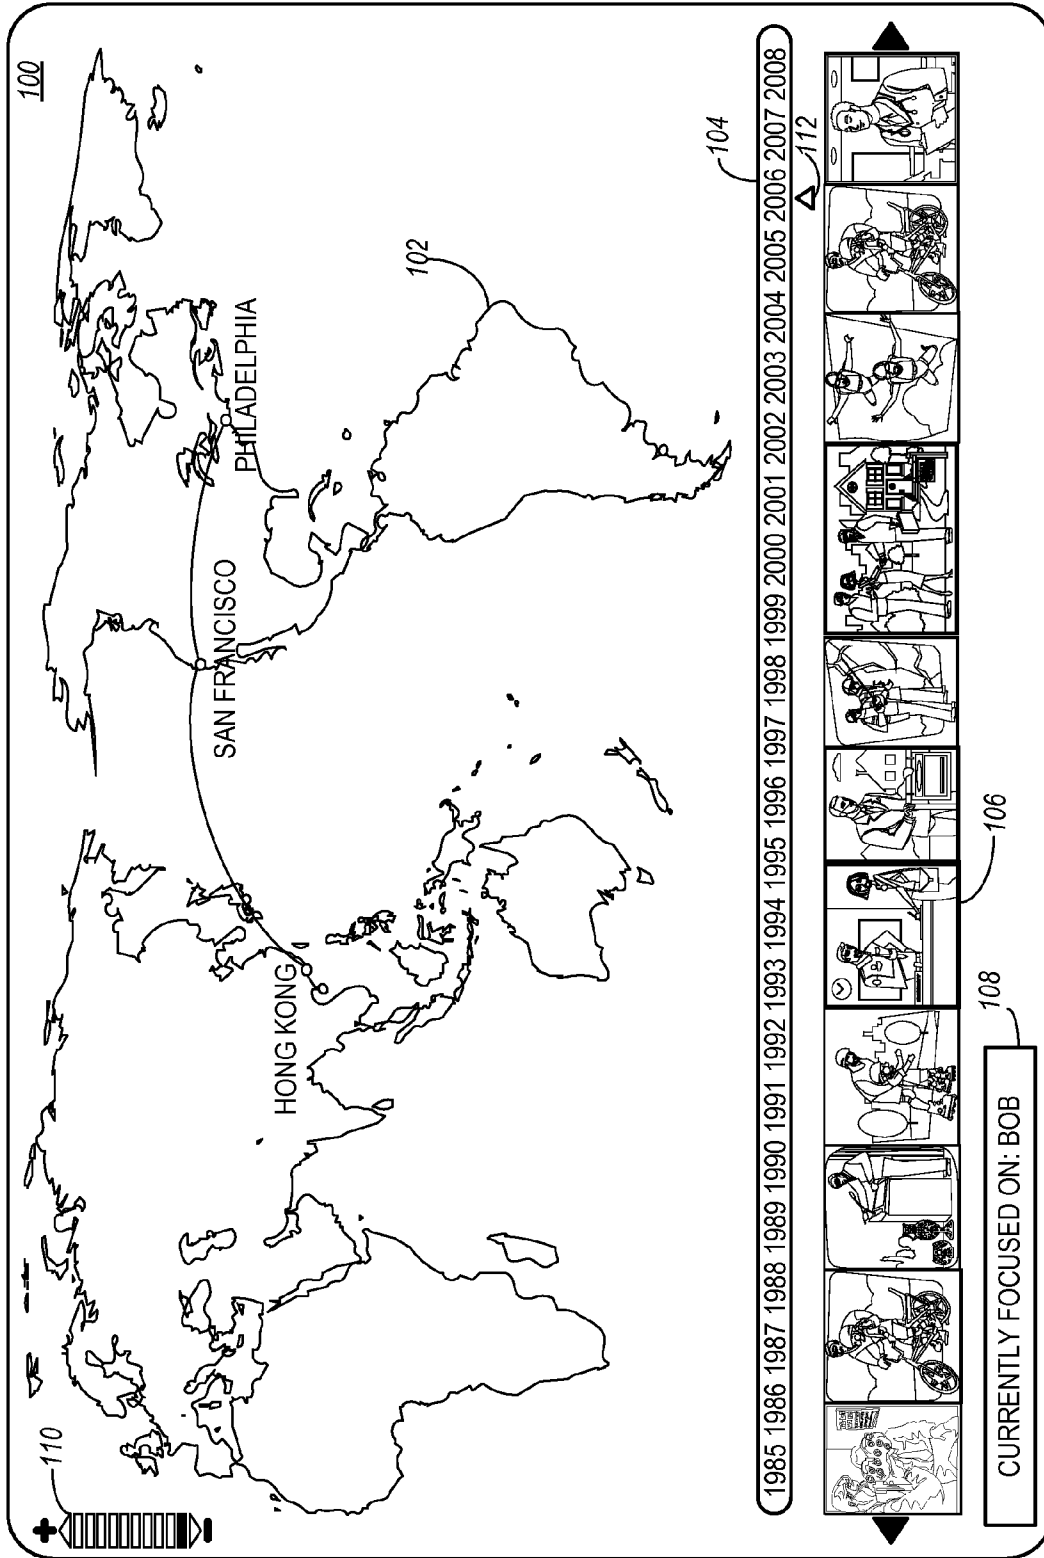 100
110
102
HONG KONG
SAN FRANCISCO
PHILADELPHIA
104
1985 1986 1987 1988 1989 1990 1991 1992 1993 1994 1995 1996 1997 1998 1999 2000 2001 2002 2003 2004 2005 2006 2007 2008
112
106
108
CURRENTLY FOCUSED ON: BOB